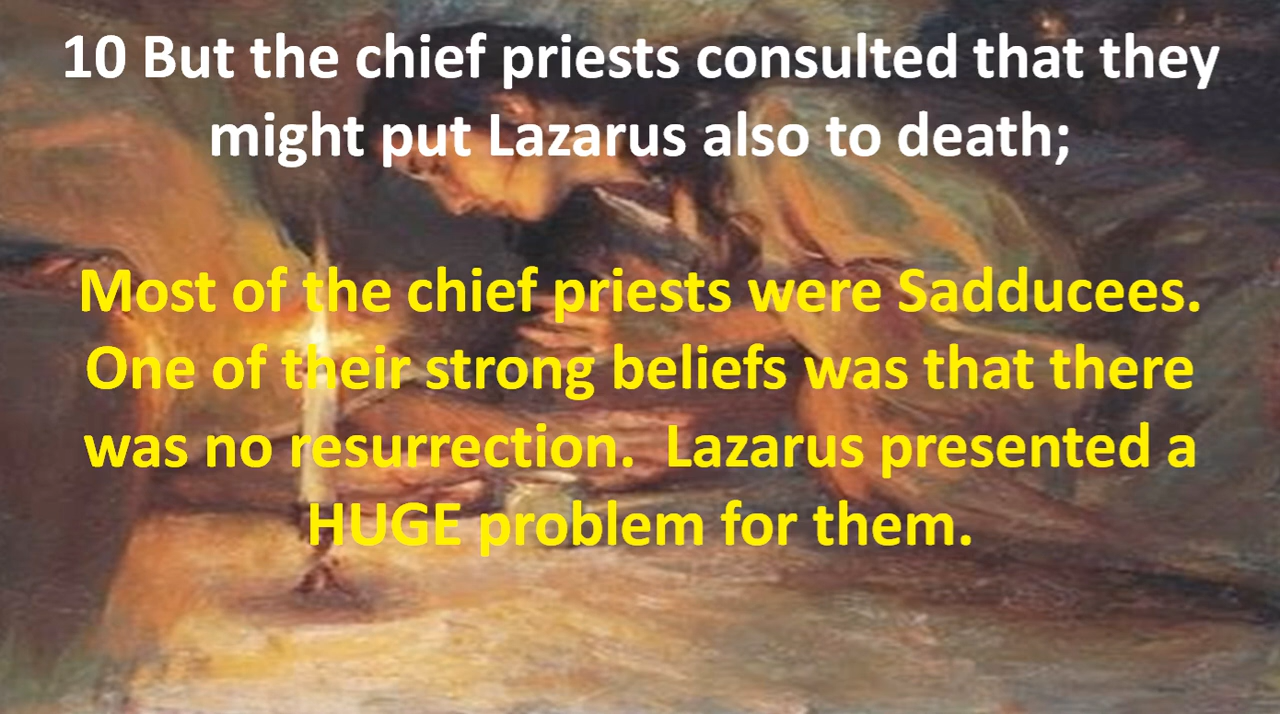 10 But the chief priests consulted that they
might put Lazarus also to death;
Most of the chief priests were Sadducees.
One of their strong beliefs was that there
was no resurrection.  Lazarus presented a
HUGE problem for them.